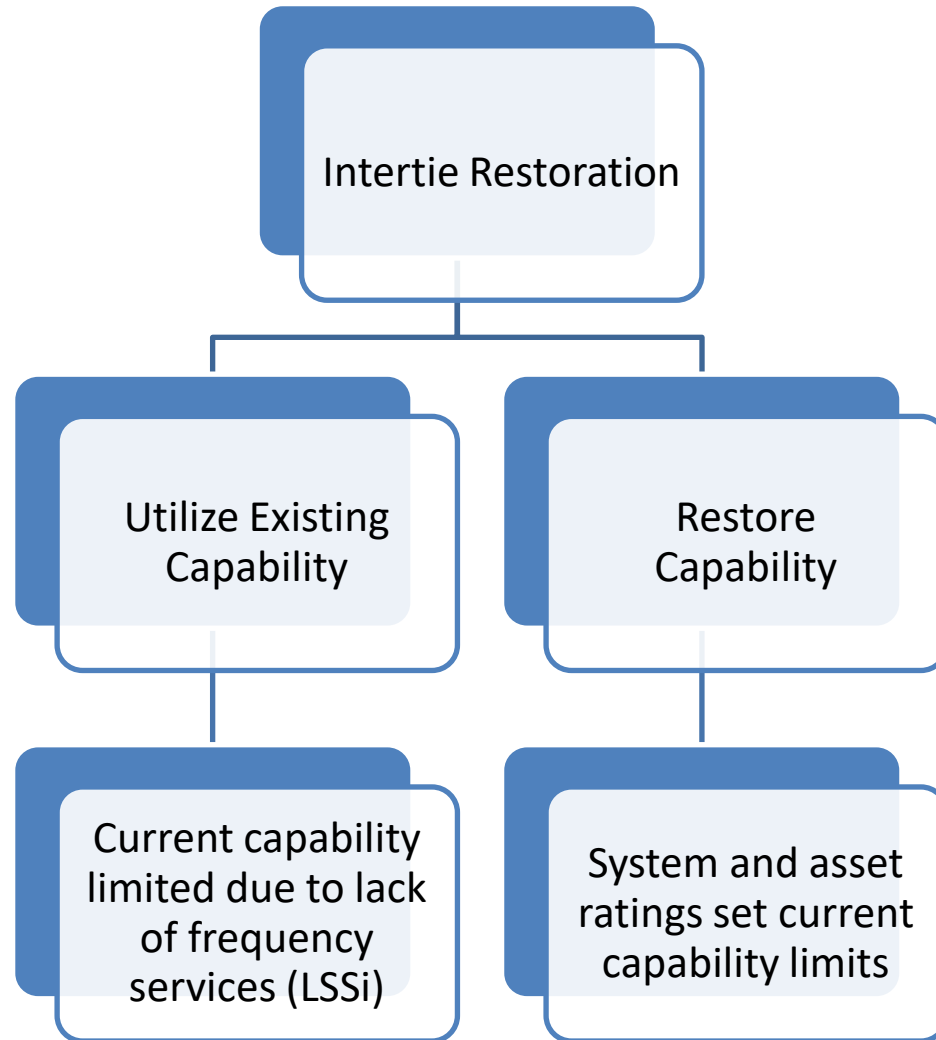 Intertie Restoration
Utilize Existing
Capability
Restore
Capability
Current capability
limited due to lack
of frequency
services (LSSi)
System and asset
ratings set current
capability limits